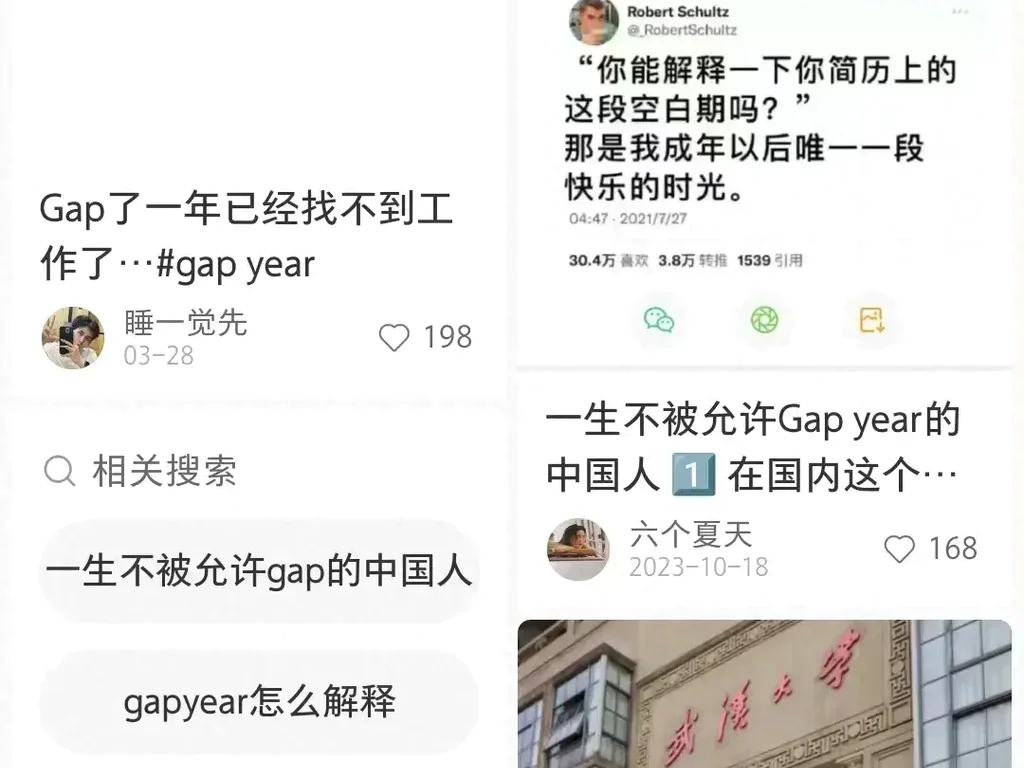 Gap了一年已经找不到工
作了…#gap year
睡一觉先
03-28
198
相关搜索
一生不被允许gap的中国人
gapyear怎么解释
Robert Schultz
@_RobertSchultz
“你能解释一下你简历上的
这段空白期吗？”
那是我成年以后唯一一段
快乐的时光。
04:47 · 2021/7/27
30.4万 喜欢 3.8万 转推 1539 引用
一生不被允许Gap year的
中国人 1️⃣ 在国内这个…
六个夏天
2023-10-18
168
武汉大学